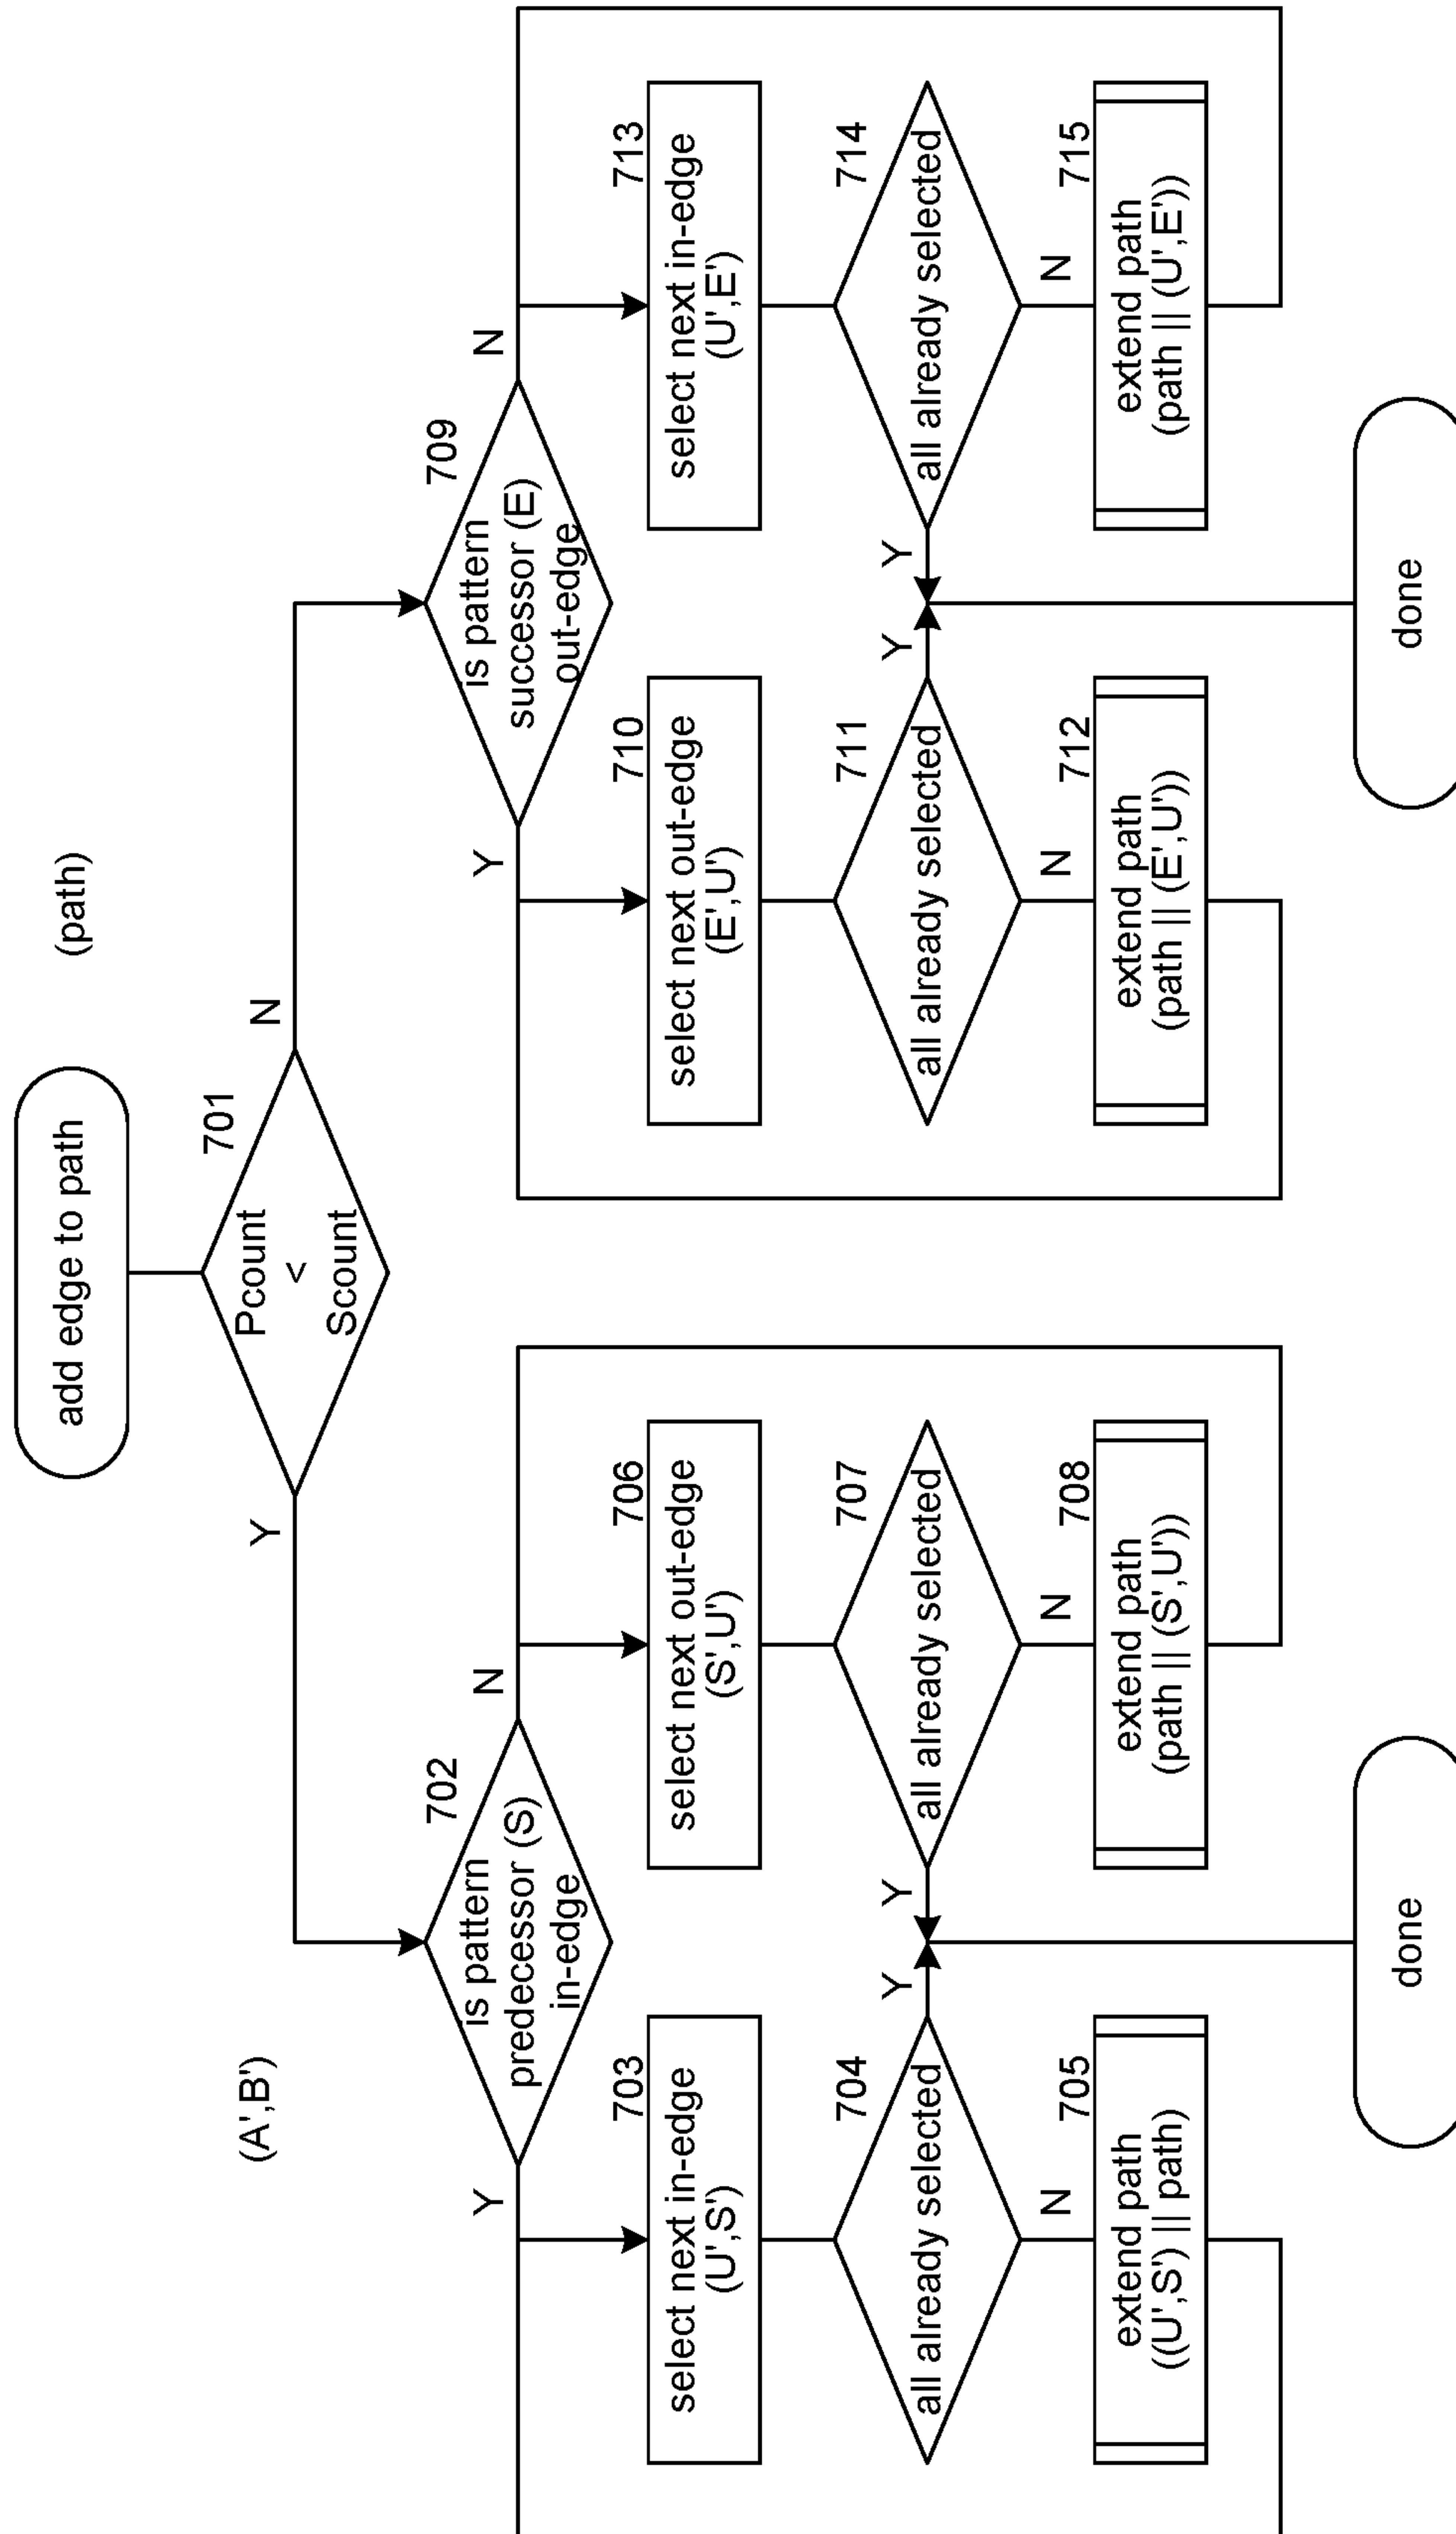 add edge to path
(path)
701
Pcount
<
Scount
Y
N
(A',B')
702
is pattern
predecessor (S)
in-edge
Y
N
709
is pattern
successor (E)
out-edge
Y
N
703
select next in-edge
(U',S')
706
select next out-edge
(S',U')
710
select next out-edge
(E',U')
713
select next in-edge
(U',E')
704
all already selected
Y
N
707
all already selected
Y
N
711
all already selected
Y
N
714
all already selected
Y
N
705
extend path
((U',S') || path)
708
extend path
(path || (S',U'))
712
extend path
(path || (E',U'))
715
extend path
(path || (U',E'))
done
done